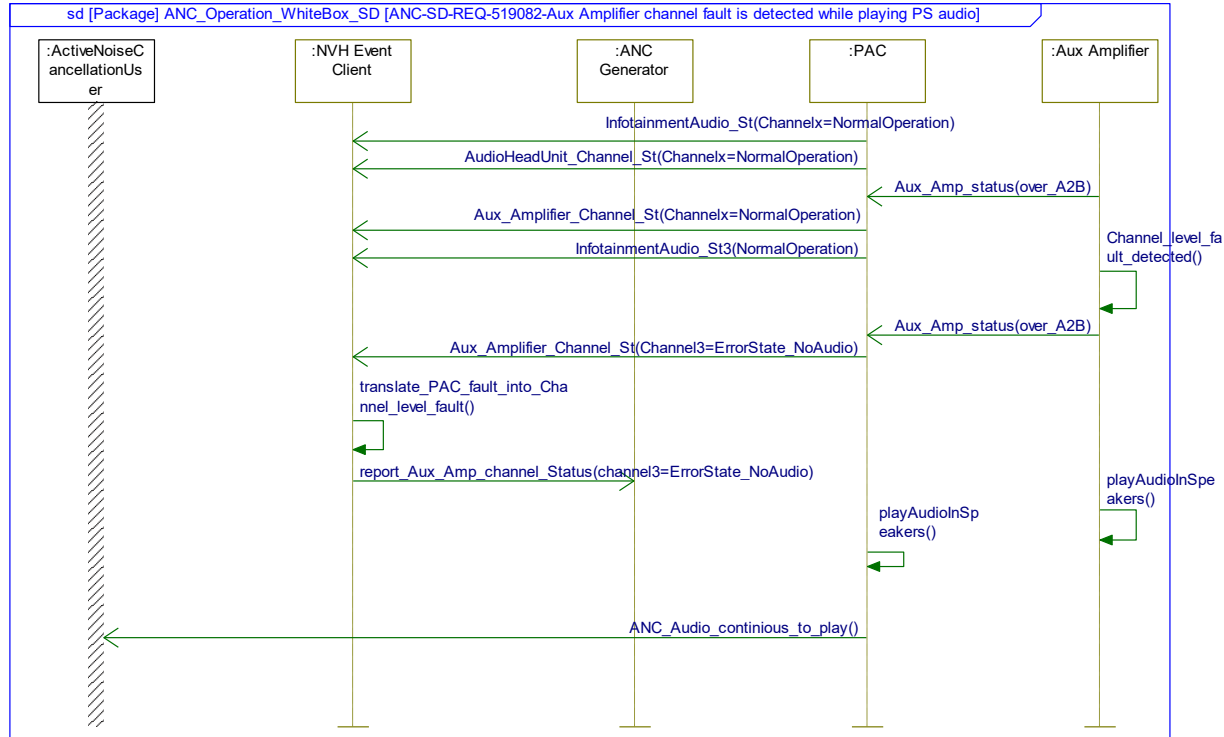 sd [Package] ANC_Operation_WhiteBox_SD [ANC-SD-REQ-519082-Aux Amplifier channel fault is detected while playing PS audio]
:ActiveNoiseC
ancellationUs
er
:NVH Event
Client
:ANC
Generator
:PAC
:Aux Amplifier
InfotainmentAudio_St(Channelx=NormalOperation)
AudioHeadUnit_Channel_St(Channelx=NormalOperation)
Aux_Amp_status(over_A2B)
Aux_Amplifier_Channel_St(Channelx=NormalOperation)
InfotainmentAudio_St3(NormalOperation)
Channel_level_fa
ult_detected()
Aux_Amp_status(over_A2B)
Aux_Amplifier_Channel_St(Channel3=ErrorState_NoAudio)
translate_PAC_fault_into_Cha
nnel_level_fault()
report_Aux_Amp_channel_Status(channel3=ErrorState_NoAudio)
playAudioInSpe
akers()
playAudioInSp
eakers()
ANC_Audio_continious_to_play()